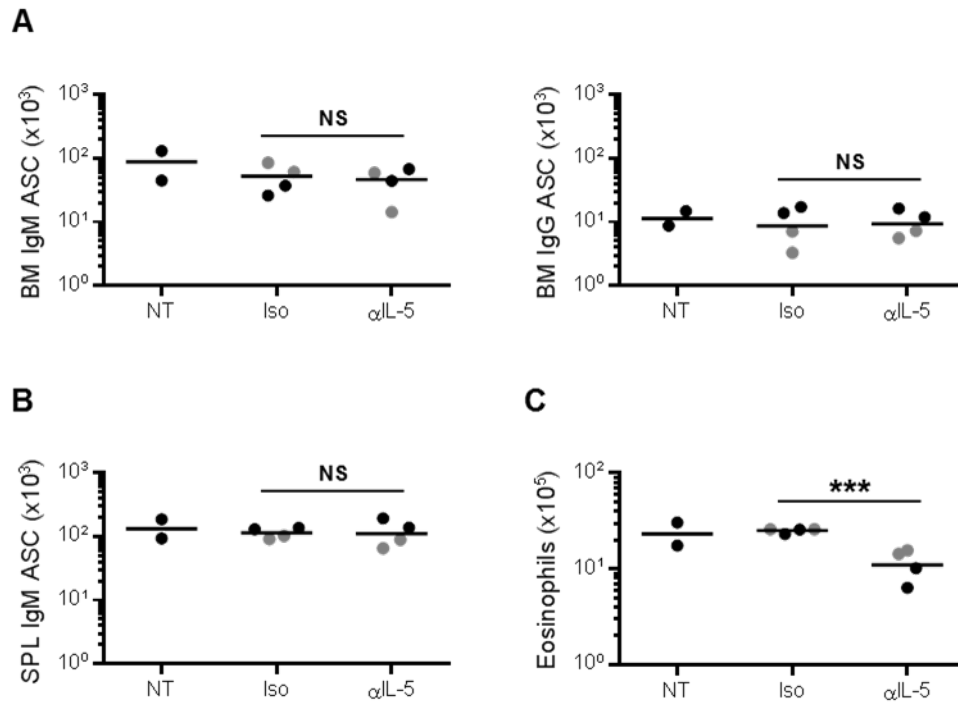 A
BM IgM ASC (x10³)
10³
10²
10¹
10⁰
NS
NT Iso αIL-5
BM IgG ASC (x10³)
10³
10²
10¹
10⁰
NS
NT Iso αIL-5
B
SPL IgM ASC (x10³)
10³
10²
10¹
10⁰
NS
NT Iso αIL-5
C
Eosinophils (x10⁵)
10²
10¹
10⁰
***
NT Iso αIL-5